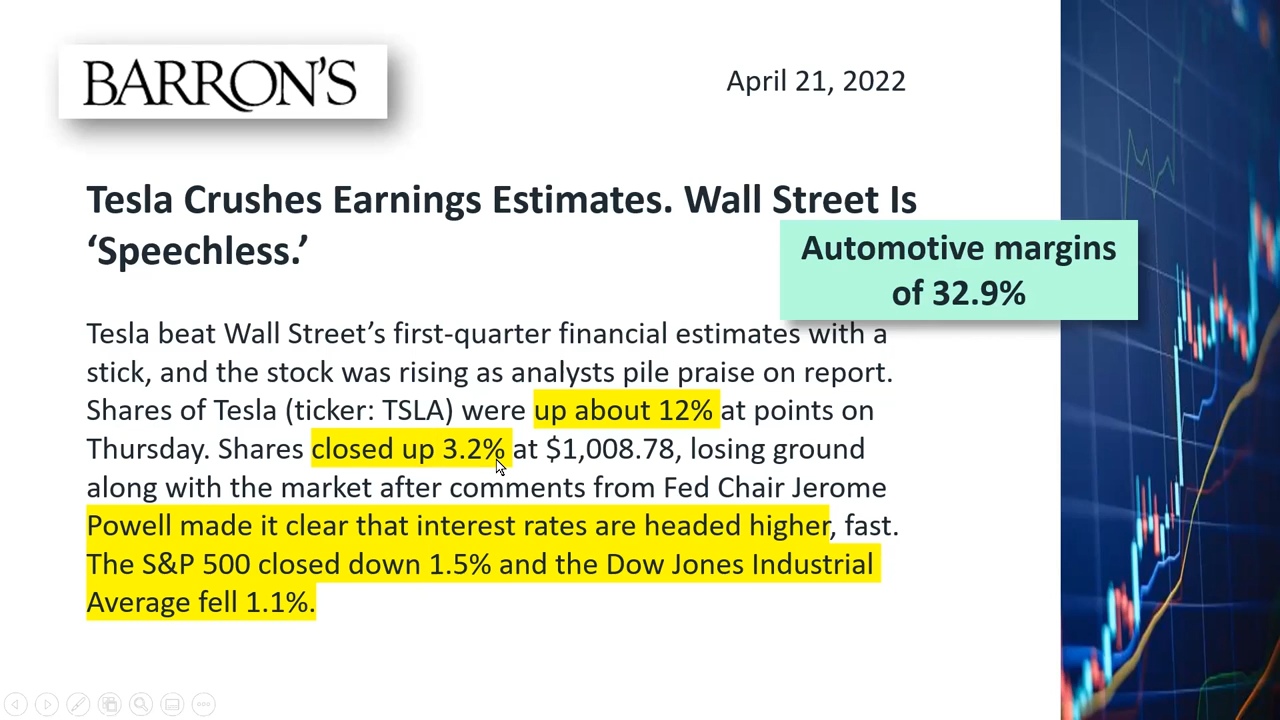 BARRON'S
April 21, 2022
Tesla Crushes Earnings Estimates. Wall Street Is
‘Speechless.’
Automotive margins
of 32.9%
Tesla beat Wall Street’s first-quarter financial estimates with a
stick, and the stock was rising as analysts pile praise on report.
Shares of Tesla (ticker: TSLA) were up about 12% at points on
Thursday. Shares closed up 3.2% at $1,008.78, losing ground
along with the market after comments from Fed Chair Jerome
Powell made it clear that interest rates are headed higher, fast.
The S&P 500 closed down 1.5% and the Dow Jones Industrial
Average fell 1.1%.